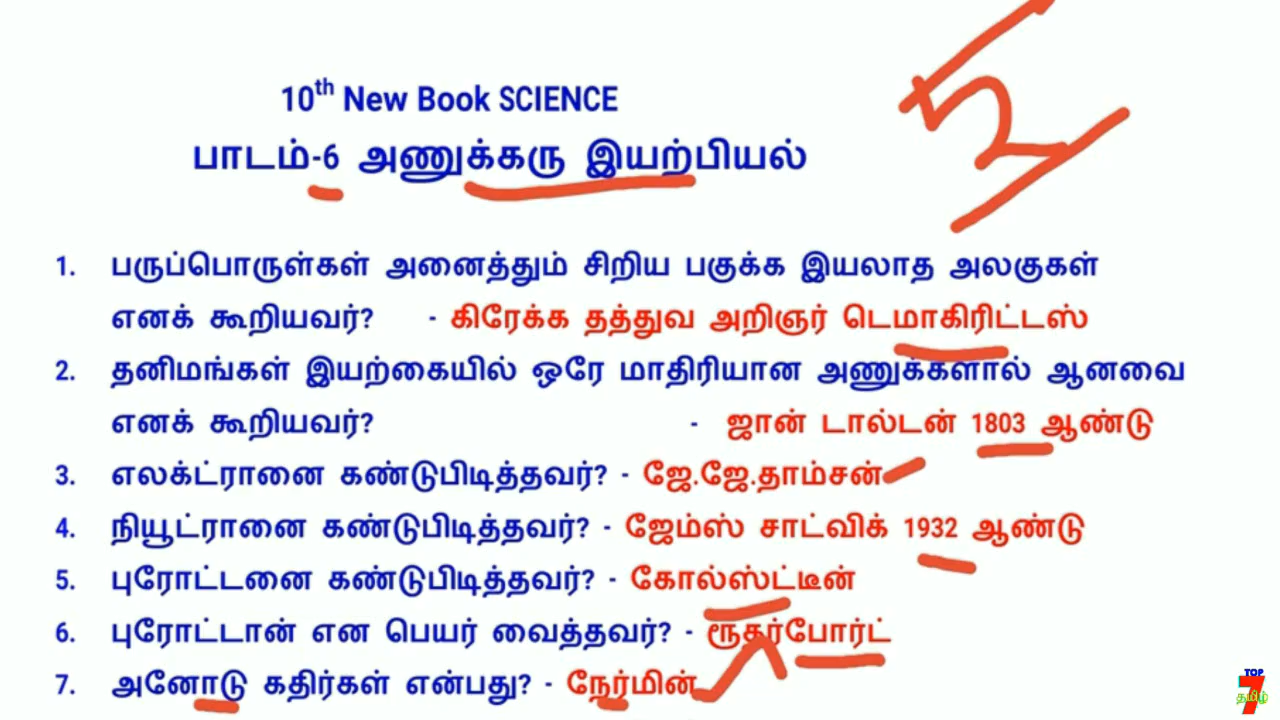 10th New Book SCIENCE
பாடம்-6 அணுக்கரு இயற்பியல்
1. பருப்பொருள்கள் அனைத்தும் சிறிய பகுக்க இயலாத அலகுகள்
எனக் கூறியவர்? - கிரேக்க தத்துவ அறிஞர் டெமாகிரிட்டஸ்
2. தனிமங்கள் இயற்கையில் ஒரே மாதிரியான அணுக்களால் ஆனவை
எனக் கூறியவர்? - ஜான் டால்டன் 1803 ஆண்டு
3. எலக்ட்ரானை கண்டுபிடித்தவர்? - ஜே.ஜே.தாம்சன்
4. நியூட்ரானை கண்டுபிடித்தவர்? - ஜேம்ஸ் சாட்விக் 1932 ஆண்டு
5. புரோட்டனை கண்டுபிடித்தவர்? - கோல்ஸ்ட்டீன்
6. புரோட்டான் என பெயர் வைத்தவர்? - ரூதர்போர்ட்
7. அனோடு கதிர்கள் என்பது? - நேர்மின்
TOP
7
தமிழ்